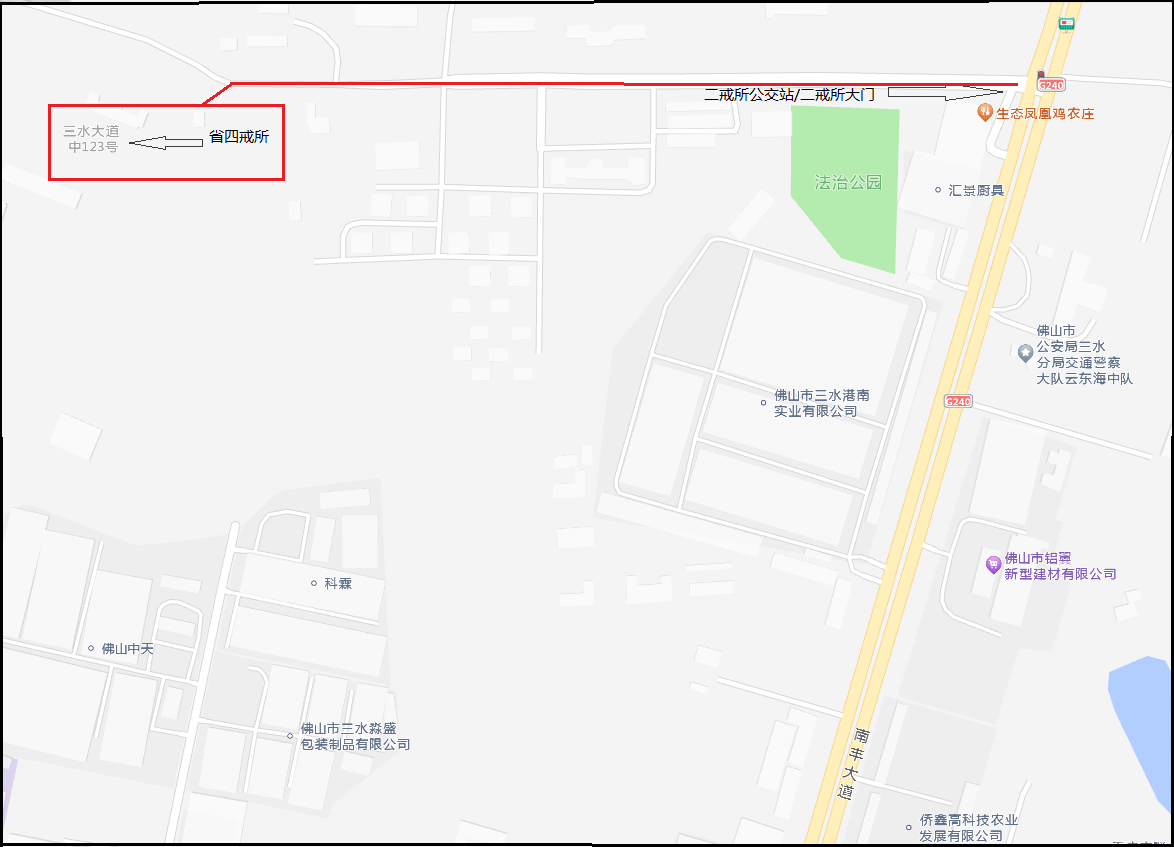 G240
二戒所公交站/二戒所大门
生态凤凰鸡农庄
三水大道
中123号
省四戒所
法治公园
汇景厨具
佛山市
公安局三水
分局交通警察
大队云东海中队
佛山市三水港南
实业有限公司
G240
佛山市铝翼
新型建材有限公司
科霖
佛山中天
佛山市三水淼盛
包装制品有限公司
南丰大道
侨鑫高科技农业
发展有限公司